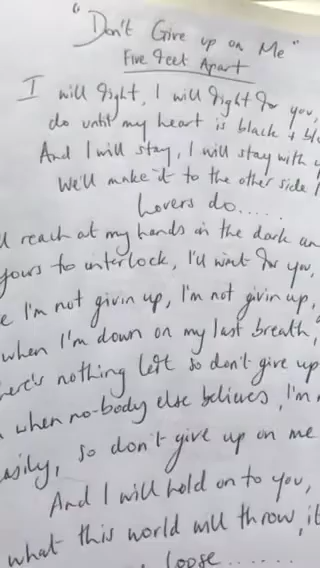 "Don't Give up on Me"
Five Feet Apart
I will fight, I will fight for you,
do until my heart is black + bl
And I will stay, I will stay with
We'll make it to the other side l
Lovers do.....
reach at my hands in the dark an
yours to interlock, I'll wait for you,
I'm not givin up, I'm not givin up,
when I'm down on my last breath,
here's nothing left so don't give up
when no-body else believes, I'm
asily, so don't give up on me
And I will hold on to you,
what this world will throw, it
loose......